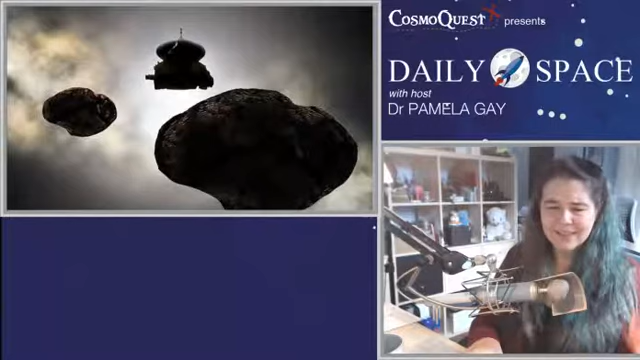 COSMOQUEST presents
DAILY SPACE
with host
Dr PAMELA GAY